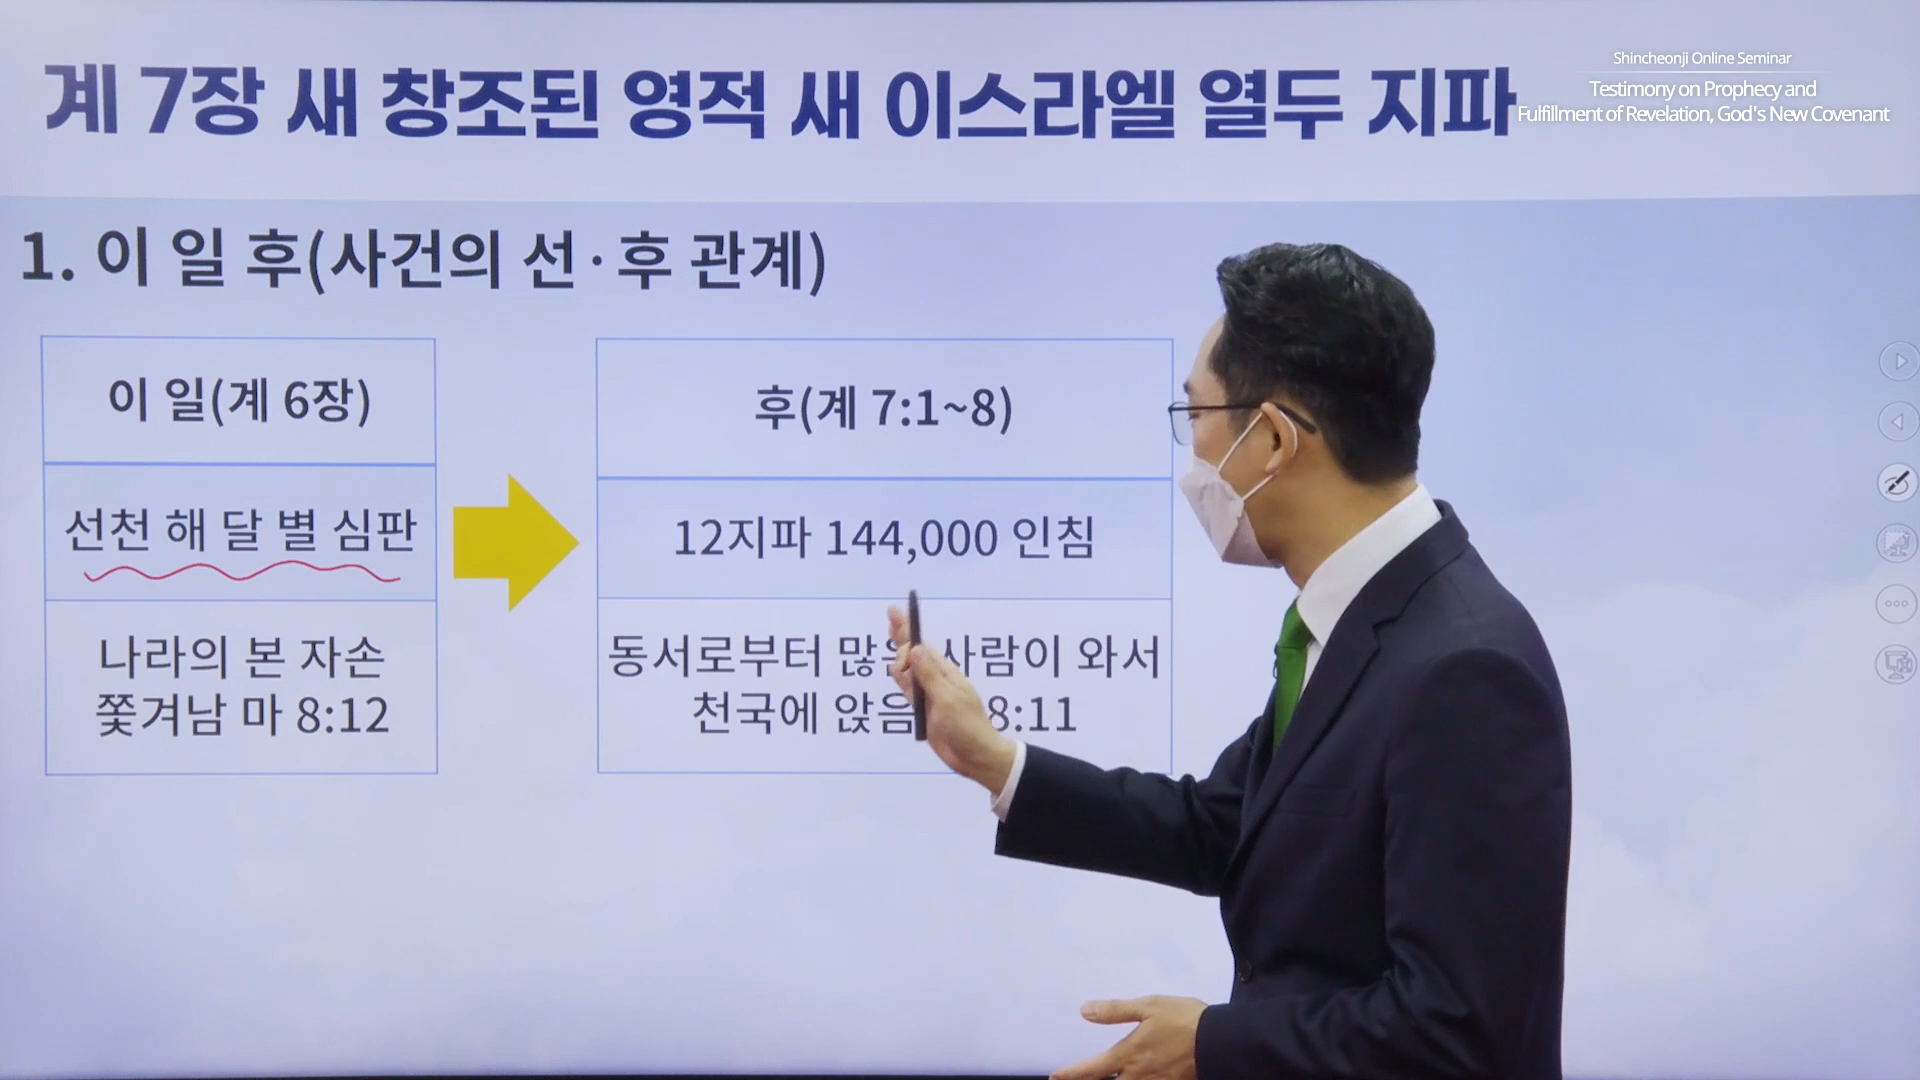 계 7장 새 창조된 영적 새 이스라엘 열두 지파
Shincheonji Online Seminar
Testimony on Prophecy and
Fulfillment of Revelation, God's New Covenant
1. 이 일 후(사건의 선·후 관계)
이 일(계 6장)
선천 해 달 별 심판
나라의 본 자손
쫓겨남 마 8:12
후(계 7:1~8)
12지파 144,000 인침
동서로부터 사람이 와서
천국에 앉음 8:11